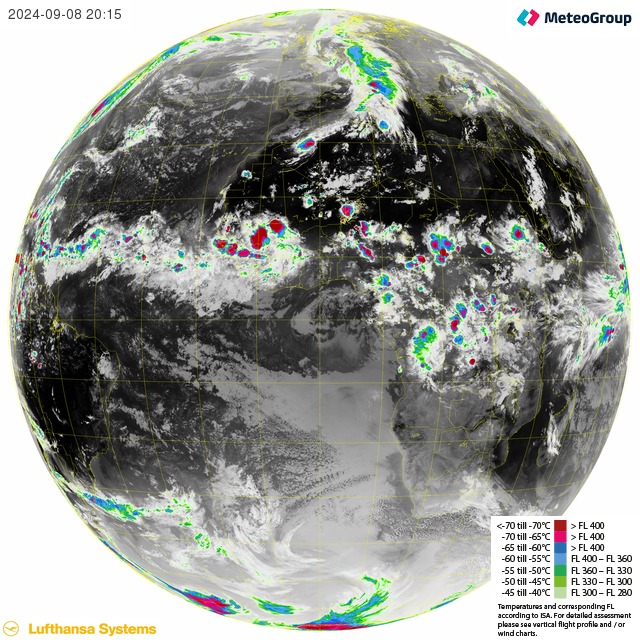 2024-09-08 20:15
MeteoGroup
<-70 till -70°C > FL 400
-70 till -65°C > FL 400
-65 till -60°C > FL 400
-60 till -55°C FL 400 – FL 360
-55 till -50°C FL 360 – FL 330
-50 till -45°C FL 330 – FL 300
-45 till -40°C FL 300 – FL 280
Temperatures and corresponding FL
according to ISA. For detailed assessment
please see vertical flight profile and / or
wind charts.
Lufthansa Systems